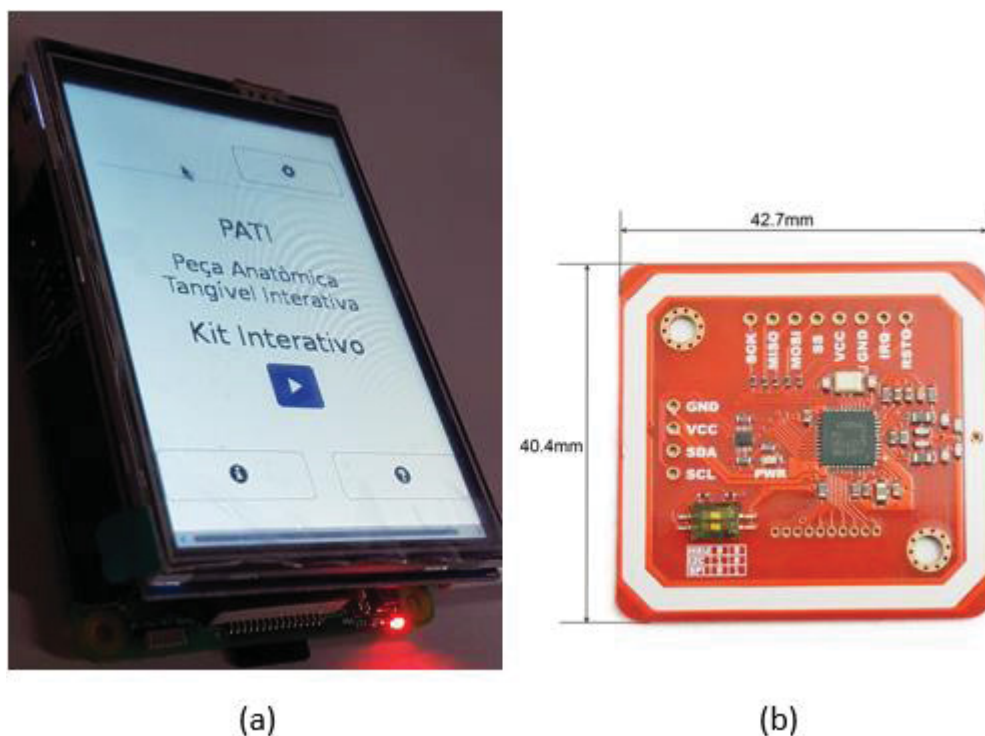 PATI
Peça Anatômica
Tangível Interativa
Kit Interativo
(a)
42.7mm
40.4mm
SCK
MISO
MOSI
SS
VCC
GND
IRQ
RSTO
GND
VCC
SDA
SCL
PWR
(b)